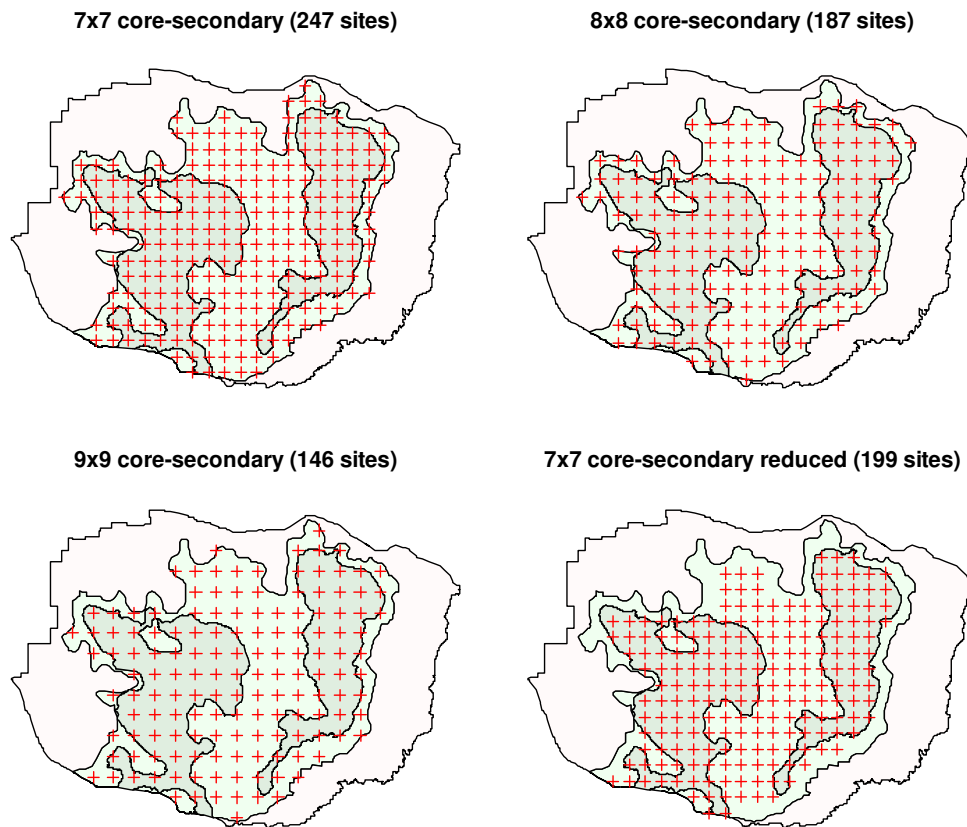 7x7 core-secondary (247 sites)
8x8 core-secondary (187 sites)
9x9 core-secondary (146 sites)
7x7 core-secondary reduced (199 sites)